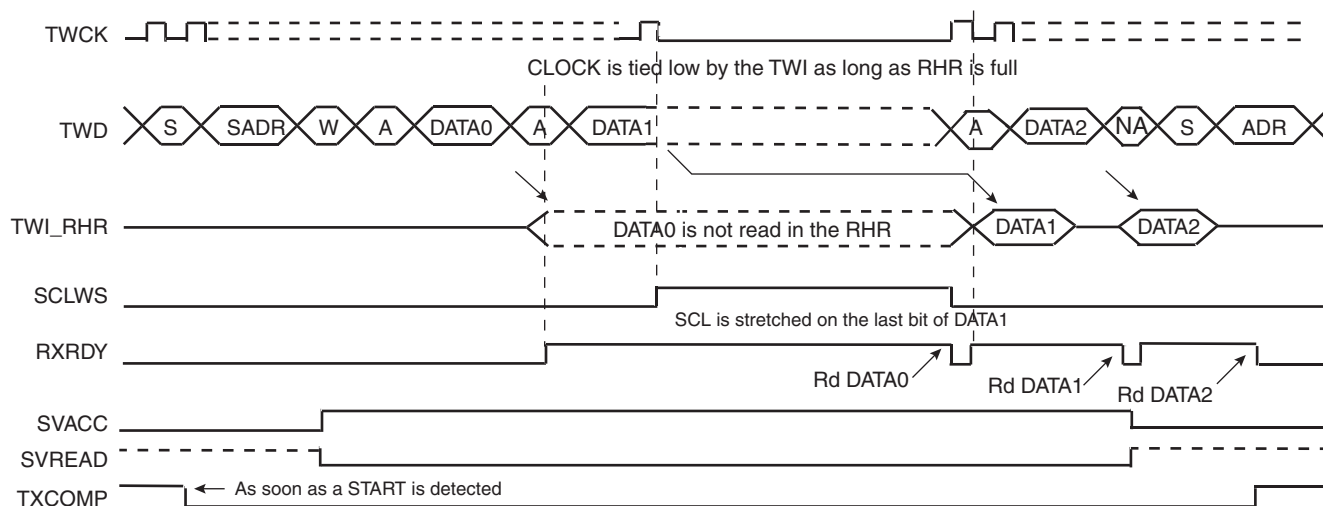 TWCK
CLOCK is tied low by the TWI as long as RHR is full
TWD S SADR W A DATA0 A DATA1 A DATA2 NA S ADR
TWI_RHR DATA0 is not read in the RHR DATA1 DATA2
SCLWS
SCL is stretched on the last bit of DATA1
RXRDY
Rd DATA0 Rd DATA1 Rd DATA2
SVACC
SVREAD
TXCOMP As soon as a START is detected